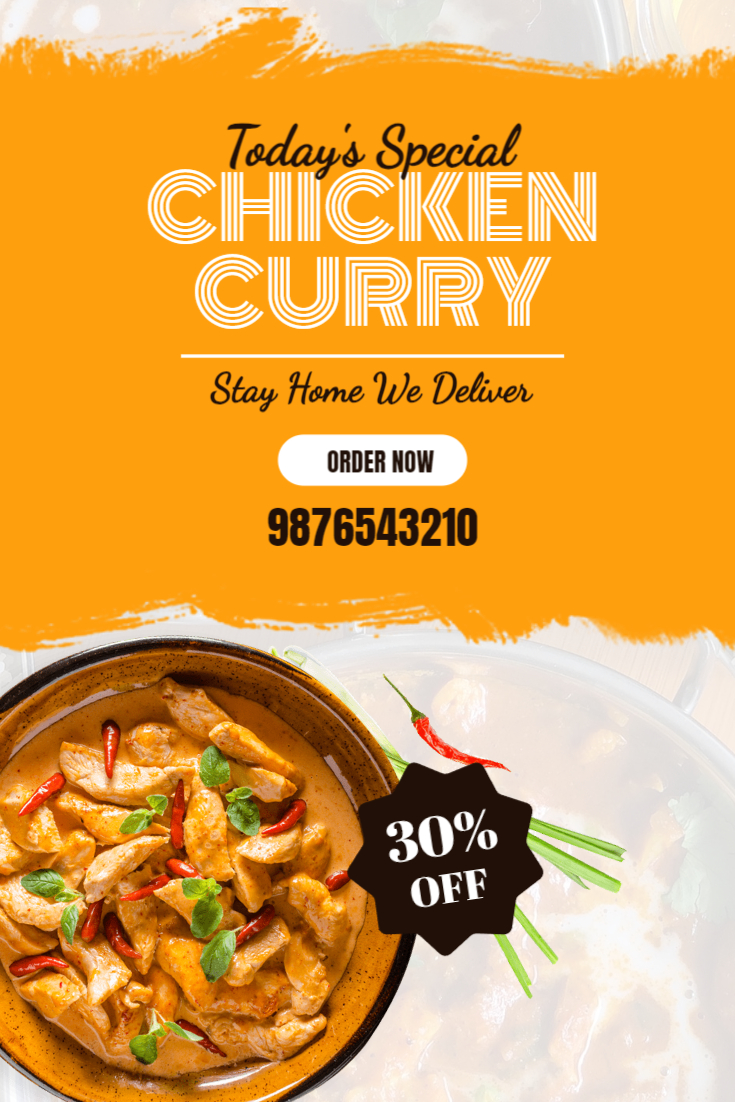 Today's Special
CHICKEN
CURRY
Stay Home We Deliver
ORDER NOW
9876543210
30%
OFF